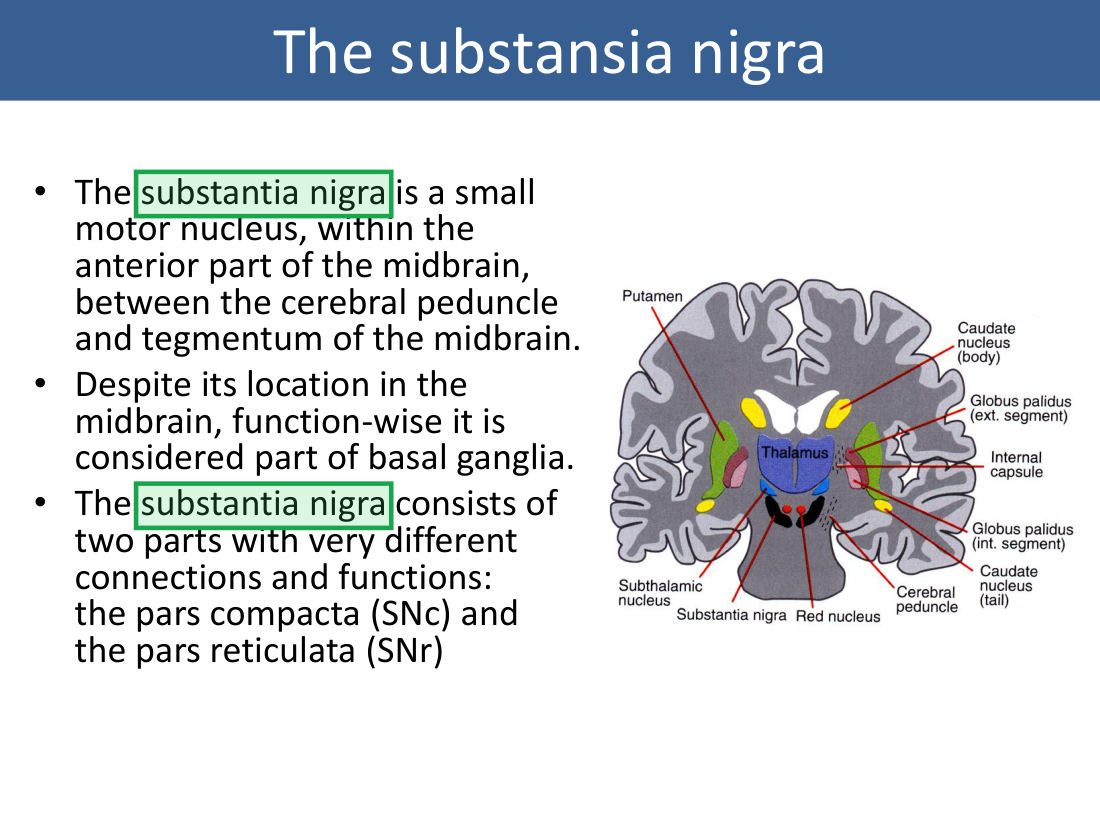 The substansia nigra
• The substantia nigra is a small
motor nucleus, within the
anterior part of the midbrain,
between the cerebral peduncle
and tegmentum of the midbrain.
• Despite its location in the
midbrain, function-wise it is
considered part of basal ganglia.
• The substantia nigra consists of
two parts with very different
connections and functions:
the pars compacta (SNc) and
the pars reticulata (SNr)
Putamen
Caudate
nucleus
(body)
Globus palidus
(ext. segment)
Thalamus
Internal
capsule
Globus palidus
(int. segment)
Caudate
nucleus
(tail)
Cerebral
peduncle
Subthalamic
nucleus
Substantia nigra
Red nucleus